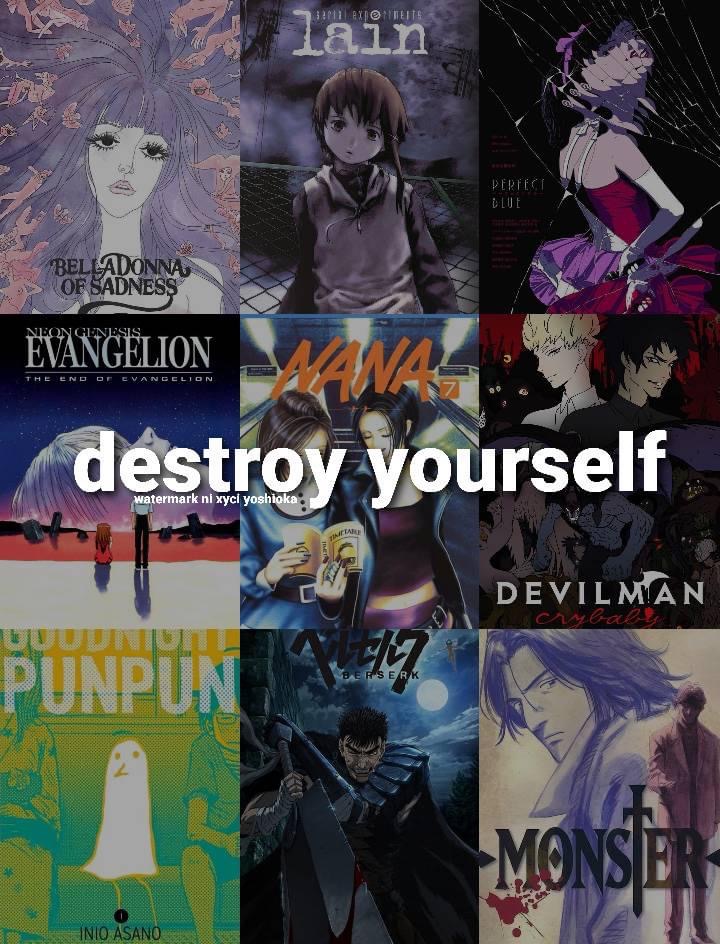 serial experiments
lain
PERFECT
BLUE
BELLADONNA
OF SADNESS
NEON GENESIS
EVANGELION
THE END OF EVANGELION
NANA
7
destroy yourself
watermark ni xyci yoshioka
TIMETABLE
DEVILMAN
crybaby
GOODNIGHT
PUNPUN
1
INIO ASANO
ベルセルク
BERSERK
MONSTER